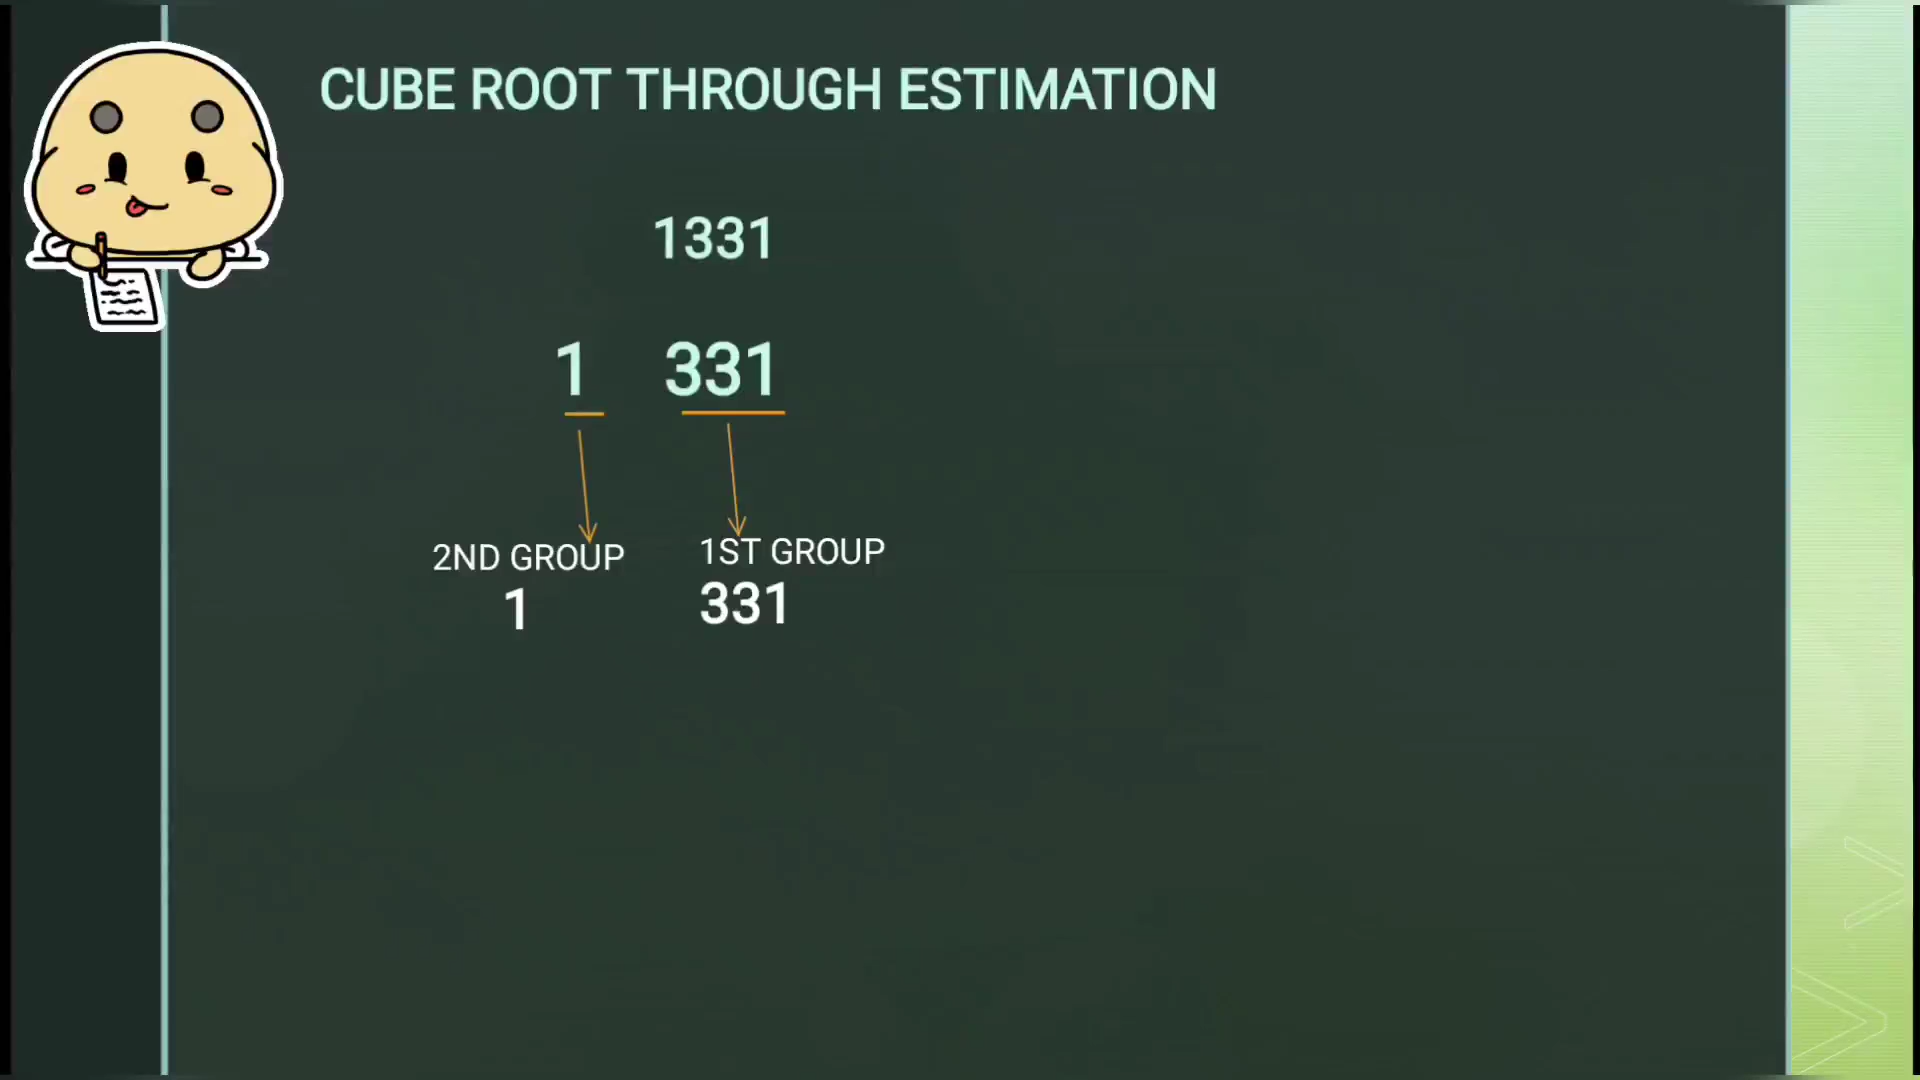 CUBE ROOT THROUGH ESTIMATION
1331
1 331
2ND GROUP 1ST GROUP
1 331